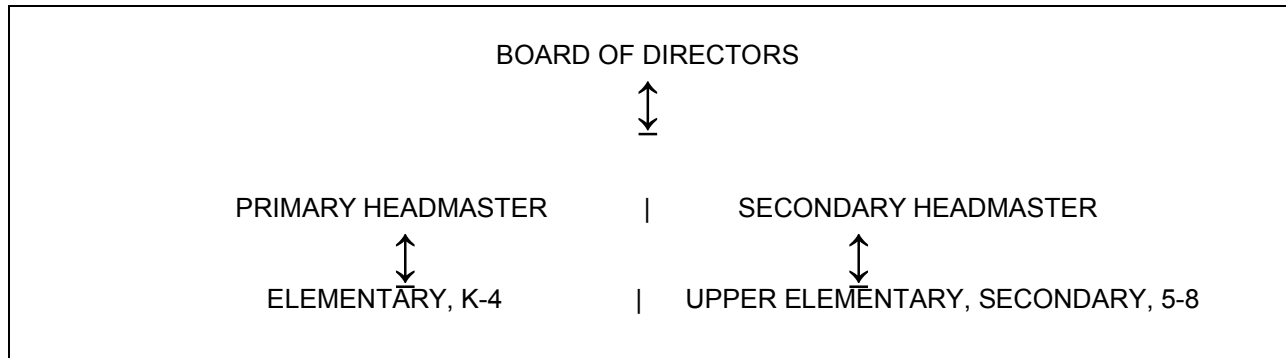 BOARD OF DIRECTORS
PRIMARY HEADMASTER | SECONDARY HEADMASTER
ELEMENTARY, K-4 | UPPER ELEMENTARY, SECONDARY, 5-8